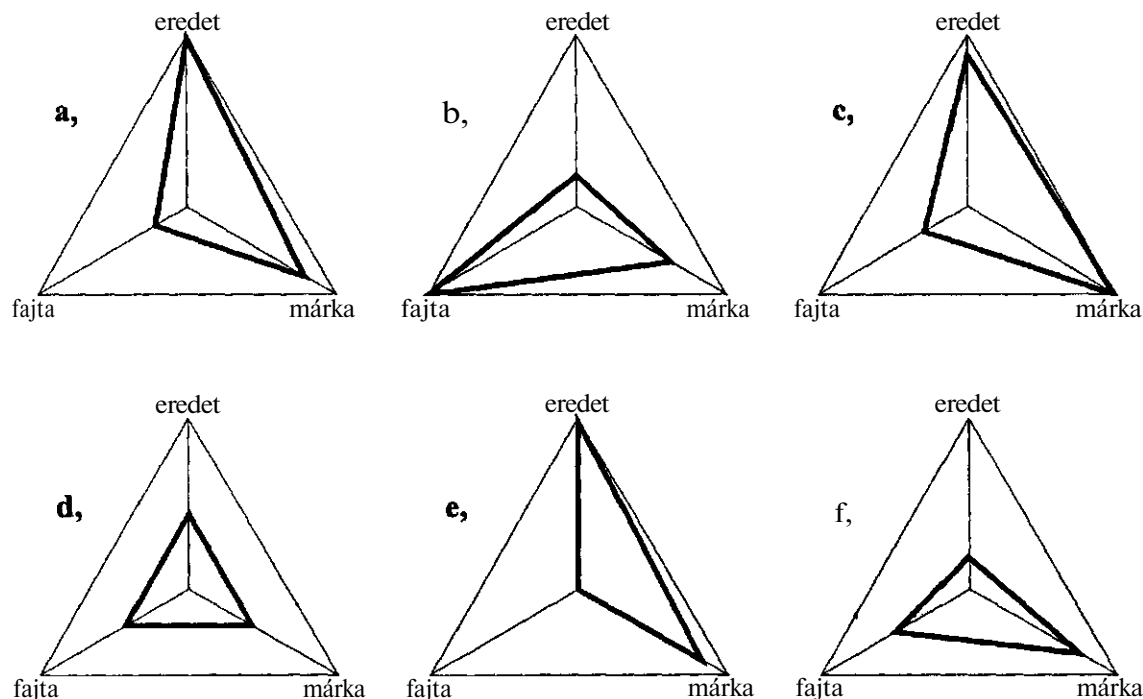 eredet
a,
fajta
márka
eredet
b,
fajta
márka
eredet
c,
fajta
márka
eredet
d,
fajta
márka
eredet
e,
fajta
márka
eredet
f,
fajta
márka